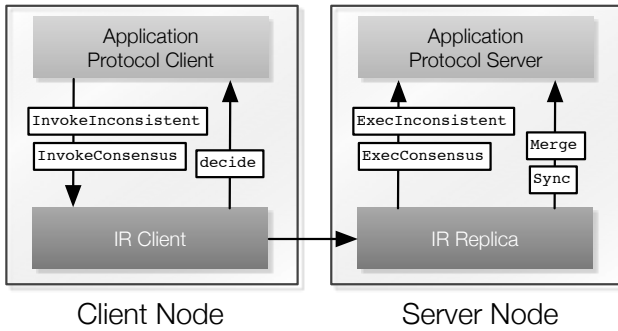 Application
Protocol Client
InvokeInconsistent
InvokeConsensus
decide
IR Client
Client Node
Application
Protocol Server
ExecInconsistent
ExecConsensus
Merge
Sync
IR Replica
Server Node